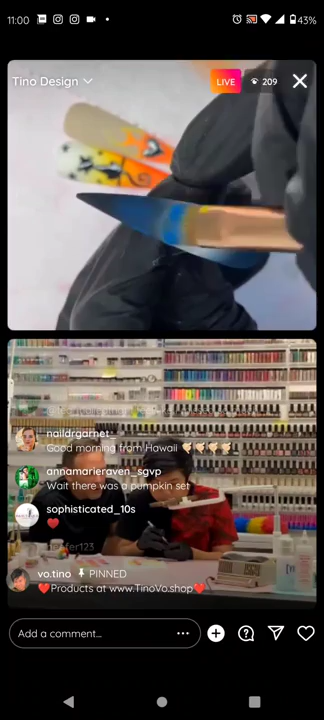 11:00
43%
Tino Design
LIVE
209
naildrgarnet
Good morning from Hawaii 🤙🏻🤙🏻🤙🏻🤙🏻
annamarieraven_sgvp
Wait there was a pumpkin set
sophisticated_10s
❤️
vo.tino 📌 PINNED
❤️Products at www.TinoVo.shop❤️
Add a comment...